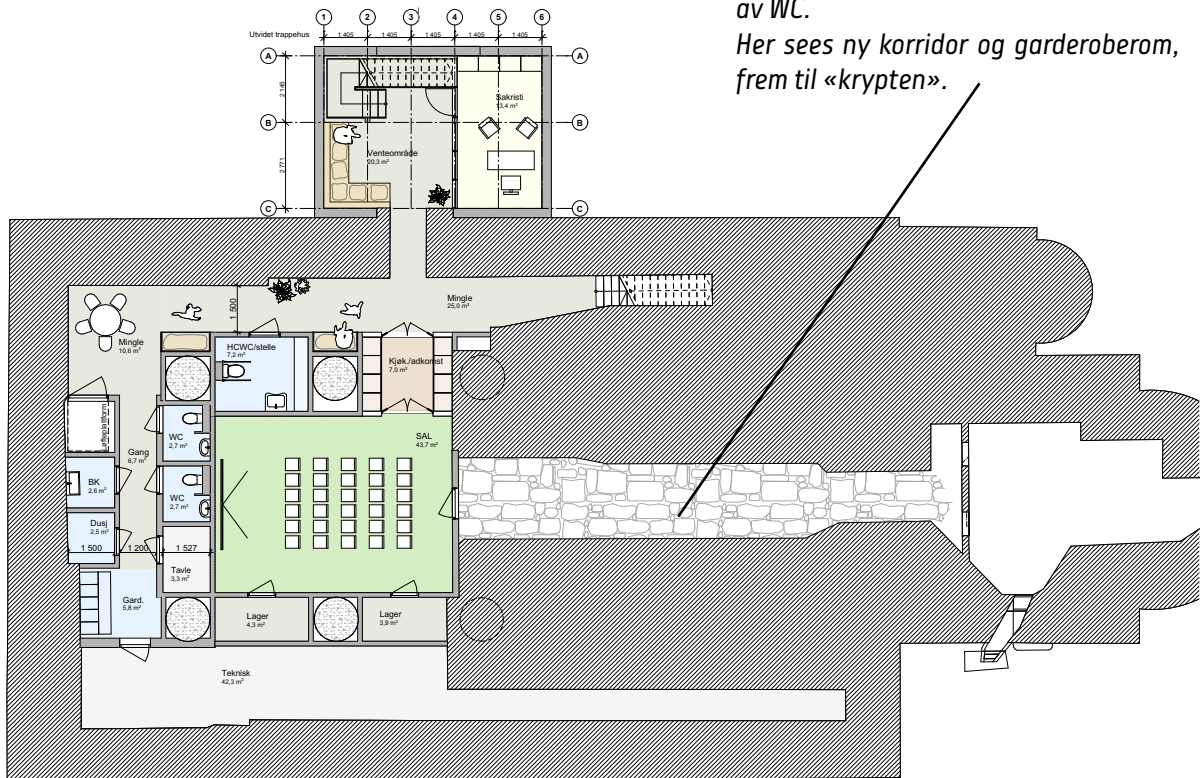 av WC.
Her sees ny korridor og garderoberom,
frem til «krypten».
1 2 3 4 5 6
Utvidet trappehus
1 405 1 405 1 405 1 405 1 405
A A
2 145
Sakristi
13,4 m²
B B
Venteområde
20,3 m²
2 771
C C
Mingle
25,0 m²
1 500
Mingle
10,6 m²
HCWC/stelle
7,2 m²
Kjøk./adkomst
7,0 m²
Løfteplattform
WC
2,7 m²
SAL
43,7 m²
Gang
6,7 m²
BK
2,6 m²
WC
2,7 m²
Dusj
2,5 m²
1 500 1 200 1 527
Tavle
3,3 m²
Gard.
5,8 m²
Lager
4,3 m²
Lager
3,9 m²
Teknisk
42,3 m²